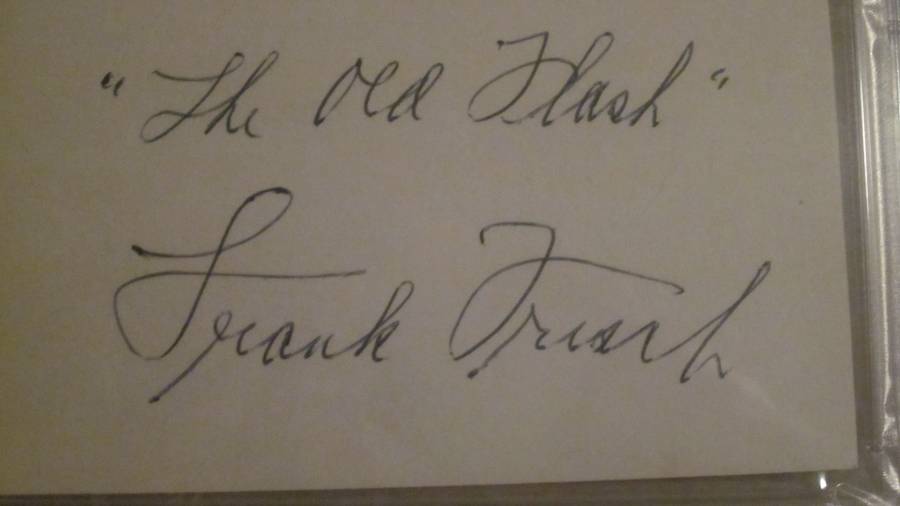 "The Old Flash"
Frank Frisch